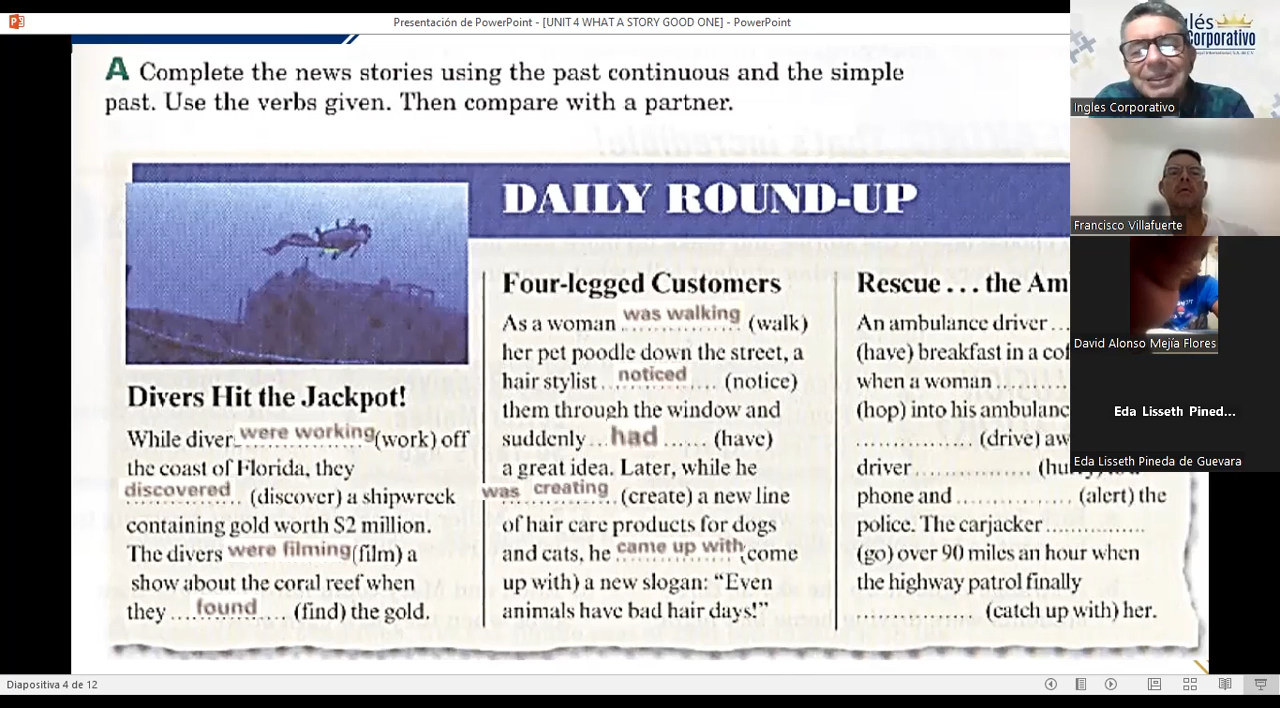 Presentación de PowerPoint - [UNIT 4 WHAT A STORY GOOD ONE] - PowerPoint
A Complete the news stories using the past continuous and the simple
past. Use the verbs given. Then compare with a partner.
DAILY ROUND-UP
Divers Hit the Jackpot!
While diver were working (work) off
the coast of Florida, they
discovered (discover) a shipwreck
containing gold worth $2 million.
The divers were filming (film) a
show about the coral reef when
they found (find) the gold.
Four-legged Customers
As a woman was walking (walk)
her pet poodle down the street, a
hair stylist noticed (notice)
them through the window and
suddenly had (have)
a great idea. Later, while he
was creating (create) a new line
of hair care products for dogs
and cats, he came up with (come
up with) a new slogan: “Even
animals have bad hair days!”
Rescue . . . the Am
An ambulance driver
(have) breakfast in a cof
when a woman
(hop) into his ambulanc
(drive) aw
driver
phone and (alert) the
police. The carjacker
(go) over 90 miles an hour when
the highway patrol finally
(catch up with) her.
glés
Corporativo
Ingles Corporativo
Francisco Villafuerte
David Alonso Mejía Flores
Eda Lisseth Pined...
Eda Lisseth Pineda de Guevara
Diapositiva 4 de 12